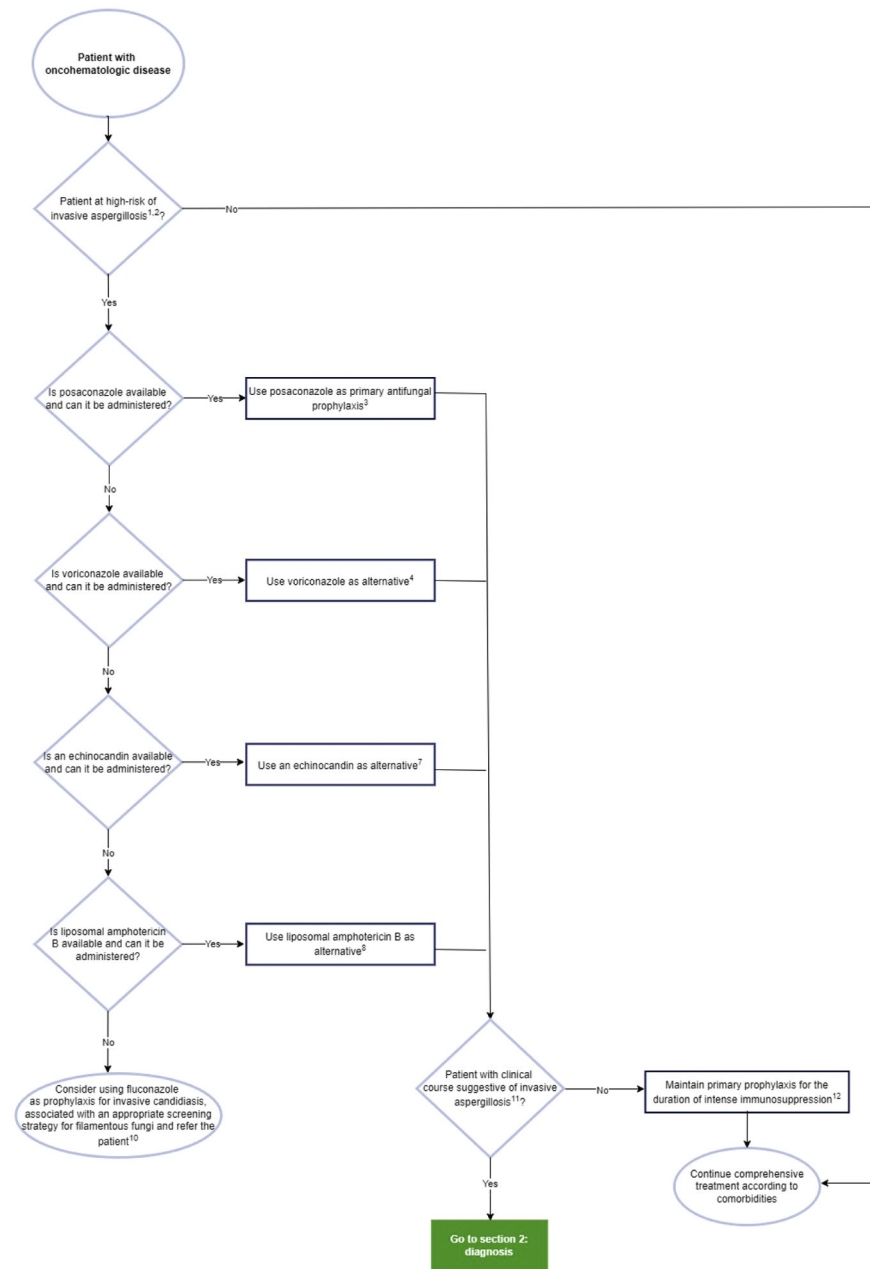 Patient with
oncohematologic disease
Patient at high-risk of
invasive aspergillosis1,2?
No
Yes
Is posaconazole available
and can it be administered?
Yes
Use posaconazole as primary antifungal
prophylaxis3
No
Is voriconazole available
and can it be administered?
Yes
Use voriconazole as alternative4
No
Is an echinocandin available
and can it be administered?
Yes
Use an echinocandin as alternative7
No
Is liposomal amphotericin
B available and can it be
administered?
Yes
Use liposomal amphotericin B as
alternative8
No
Consider using fluconazole
as prophylaxis for invasive candidiasis,
associated with an appropriate screening
strategy for filamentous fungi and refer the
patient10
Patient with clinical
course suggestive of invasive
aspergillosis11?
No
Maintain primary prophylaxis for the
duration of intense immunosuppression12
Continue comprehensive
treatment according to
comorbidities
Yes
Go to section 2:
diagnosis